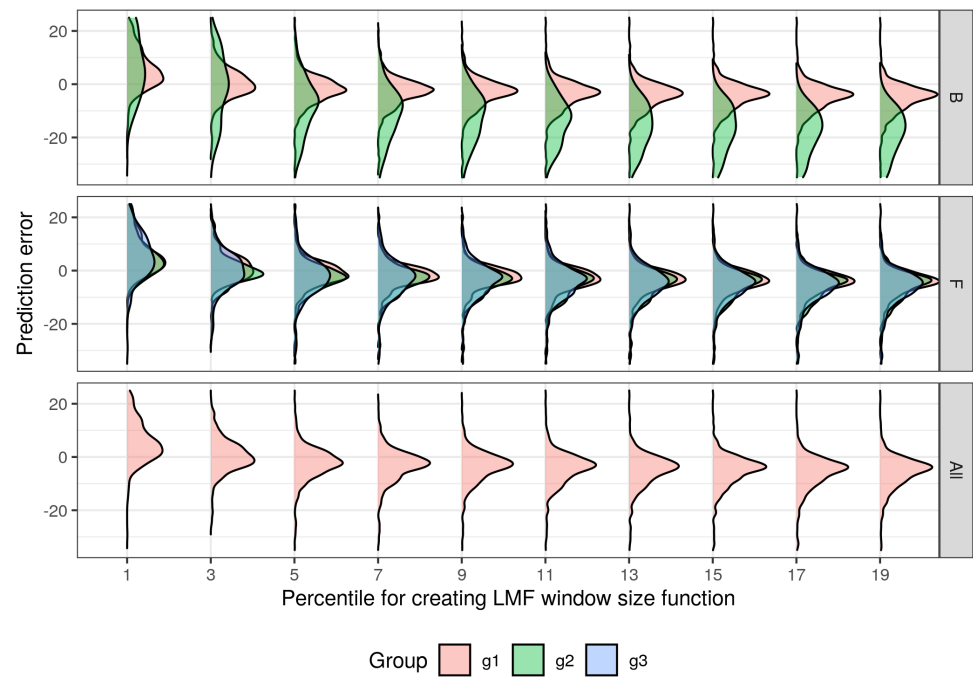 20
0
-20
B
20
0
-20
F
20
0
-20
All
Prediction error
1 3 5 7 9 11 13 15 17 19
Percentile for creating LMF window size function
Group g1 g2 g3